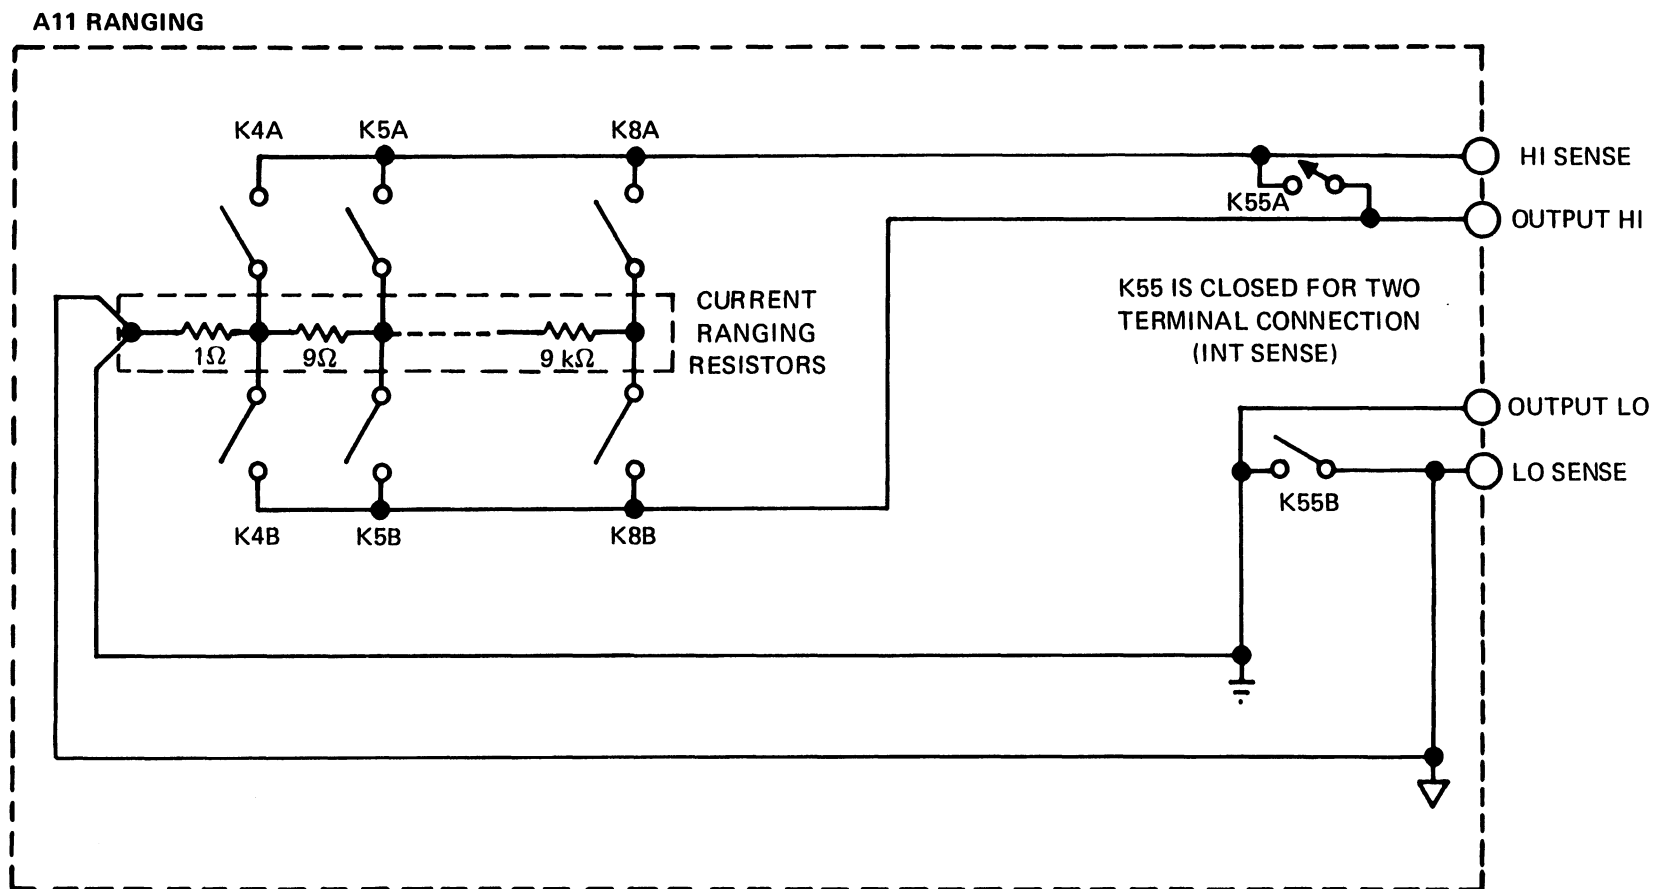 A11 RANGING
K4A
K5A
K8A
HI SENSE
K55A
OUTPUT HI
K55 IS CLOSED FOR TWO
TERMINAL CONNECTION
(INT SENSE)
CURRENT
RANGING
RESISTORS
1Ω
9Ω
9 kΩ
OUTPUT LO
LO SENSE
K55B
K4B
K5B
K8B